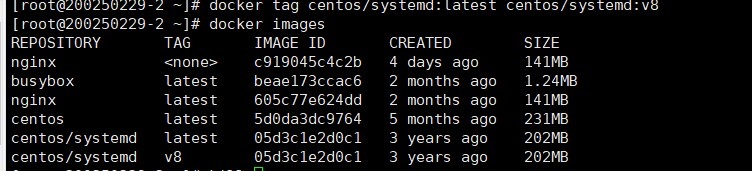 [root@200250229-2 ~]# docker tag centos/systemd:latest centos/systemd:v8
[root@200250229-2 ~]# docker images
REPOSITORY TAG IMAGE ID CREATED SIZE
nginx <none> c919045c4c2b 4 days ago 141MB
busybox latest beae173ccac6 2 months ago 1.24MB
nginx latest 605c77e624dd 2 months ago 141MB
centos latest 5d0da3dc9764 5 months ago 231MB
centos/systemd latest 05d3c1e2d0c1 3 years ago 202MB
centos/systemd v8 05d3c1e2d0c1 3 years ago 202MB